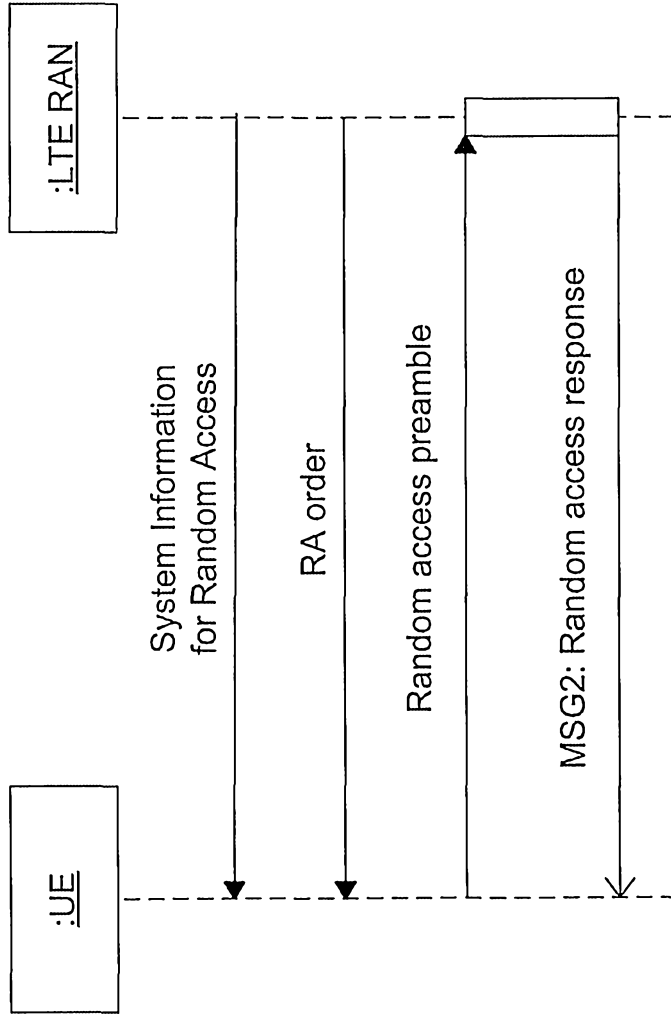 :UE
:LTE RAN
System Information
for Random Access
RA order
Random access preamble
MSG2: Random access response